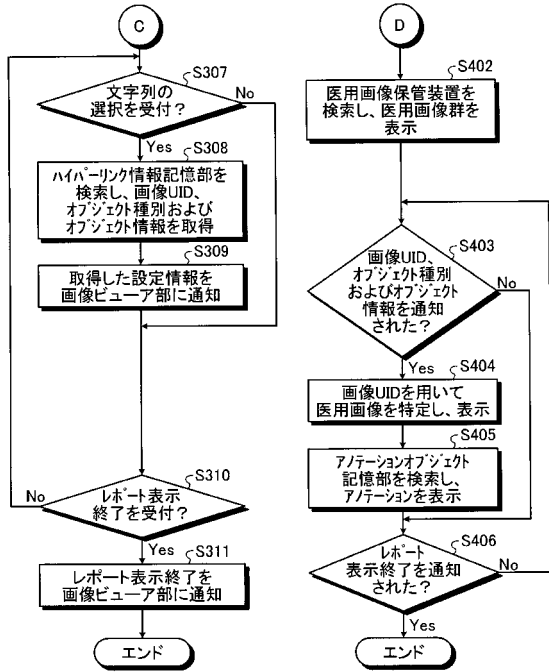 C
S307
文字列の
選択を受付？
No
Yes
S308
ハイパーリンク情報記憶部を
検索し、画像UID、
オブジェクト種別および
オブジェクト情報を取得
S309
取得した設定情報を
画像ビューア部に通知
S310
No
レポート表示
終了を受付？
Yes
S311
レポート表示終了を
画像ビューア部に通知
エンド
D
S402
医用画像保管装置を
検索し、医用画像群を
表示
S403
画像UID、
オブジェクト種別
およびオブジェクト
情報を通知
された？
No
Yes
S404
画像UIDを用いて
医用画像を特定し、表示
S405
アノテーションオブジェクト
記憶部を検索し、
アノテーションを表示
S406
レポート
表示終了を通知
された？
No
Yes
エンド